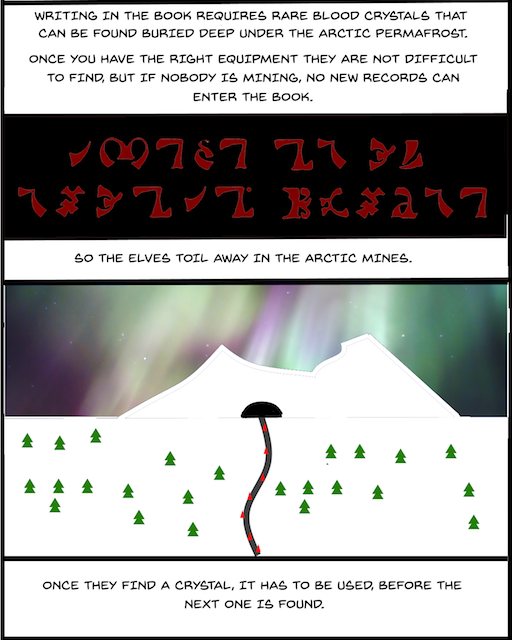 WRITING IN THE BOOK REQUIRES RARE BLOOD CRYSTALS THAT
CAN BE FOUND BURIED DEEP UNDER THE ARCTIC PERMAFROST.
ONCE YOU HAVE THE RIGHT EQUIPMENT THEY ARE NOT DIFFICULT
TO FIND, BUT IF NOBODY IS MINING, NO NEW RECORDS CAN
ENTER THE BOOK.
SO THE ELVES TOIL AWAY IN THE ARCTIC MINES.
ONCE THEY FIND A CRYSTAL, IT HAS TO BE USED, BEFORE THE
NEXT ONE IS FOUND.